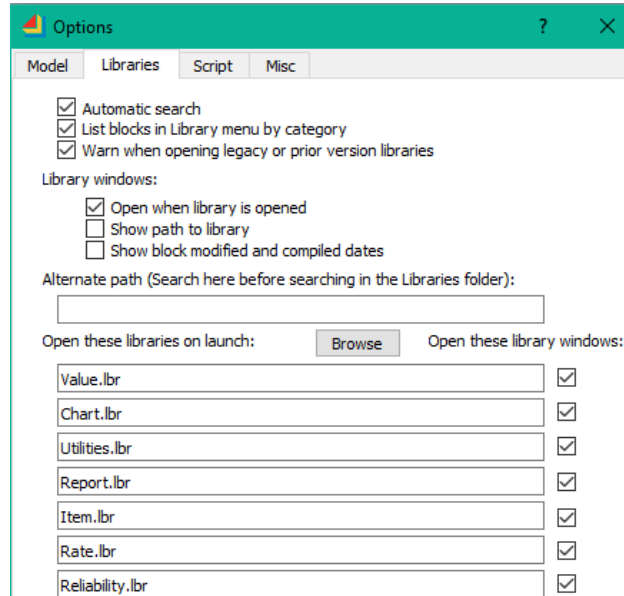 Options ?
Model Libraries Script Misc
Automatic search
List blocks in Library menu by category
Warn when opening legacy or prior version libraries
Library windows:
Open when library is opened
Show path to library
Show block modified and compiled dates
Alternate path (Search here before searching in the Libraries folder):
Open these libraries on launch: Browse Open these library windows:
Value.lbr
Chart.lbr
Utilities.lbr
Report.lbr
Item.lbr
Rate.lbr
Reliability.lbr